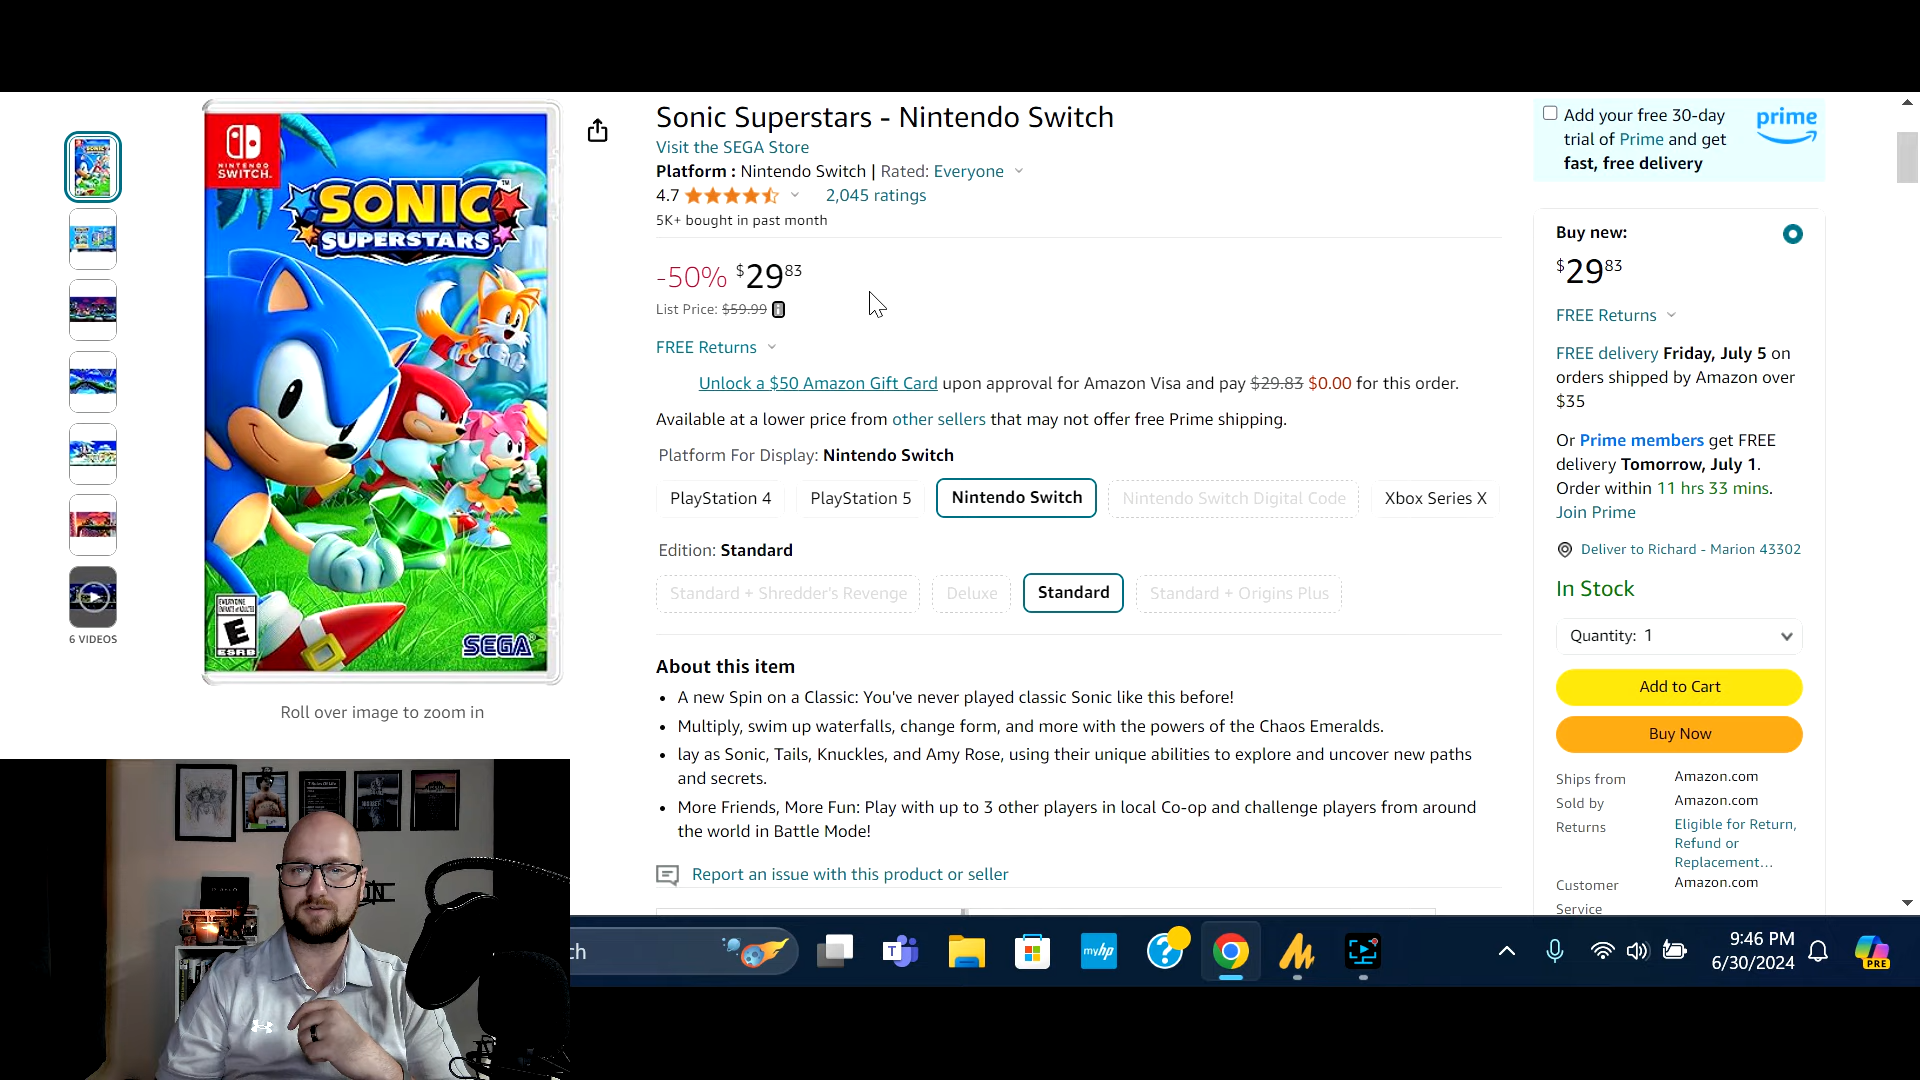 NINTENDO
SWITCH.
SONIC
SUPERSTARS
EVERYONE
E
ESRB
SEGA
6 VIDEOS
Roll over image to zoom in
Sonic Superstars - Nintendo Switch
Visit the SEGA Store
Platform : Nintendo Switch | Rated: Everyone
4.7 2,045 ratings
5K+ bought in past month
-50% $29 83
List Price: $59.99
FREE Returns
Unlock a $50 Amazon Gift Card upon approval for Amazon Visa and pay $29.83 $0.00 for this order.
Available at a lower price from other sellers that may not offer free Prime shipping.
Platform For Display: Nintendo Switch
PlayStation 4 PlayStation 5 Nintendo Switch Nintendo Switch Digital Code Xbox Series X
Edition: Standard
Standard + Shredder's Revenge Deluxe Standard Standard + Origins Plus
About this item
• A new Spin on a Classic: You've never played classic Sonic like this before!
• Multiply, swim up waterfalls, change form, and more with the powers of the Chaos Emeralds.
• lay as Sonic, Tails, Knuckles, and Amy Rose, using their unique abilities to explore and uncover new paths
and secrets.
• More Friends, More Fun: Play with up to 3 other players in local Co-op and challenge players from around
the world in Battle Mode!
Report an issue with this product or seller
Add your free 30-day
trial of Prime and get
fast, free delivery
prime
Buy new:
$29 83
FREE Returns
FREE delivery Friday, July 5 on
orders shipped by Amazon over
$35
Or Prime members get FREE
delivery Tomorrow, July 1.
Order within 11 hrs 33 mins.
Join Prime
Deliver to Richard - Marion 43302
In Stock
Quantity: 1
Add to Cart
Buy Now
Ships from Amazon.com
Sold by Amazon.com
Returns Eligible for Return,
Refund or
Replacement...
Customer Amazon.com
Service
ch
myhp
9:46 PM
6/30/2024
PRE